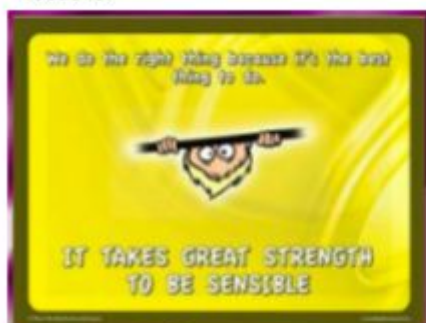 We do the right thing because it's the best
thing to do.
IT TAKES GREAT STRENGTH
TO BE SENSIBLE